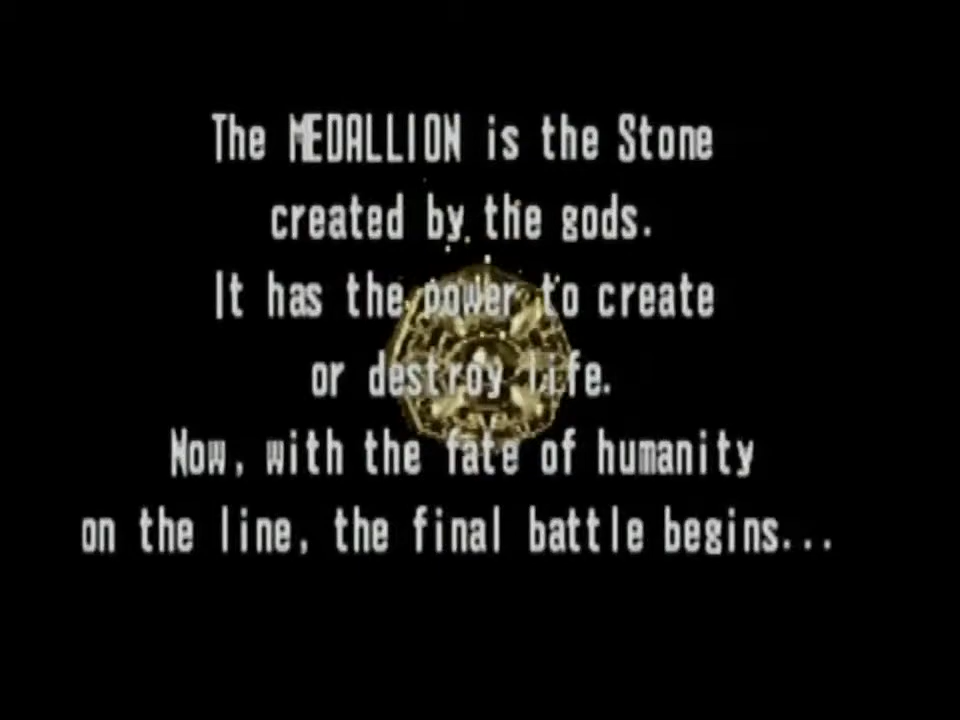 The MEDALLION is the Stone
created by the gods.
It has the power to create
or destroy life.
Now, with the fate of humanity
on the line, the final battle begins...